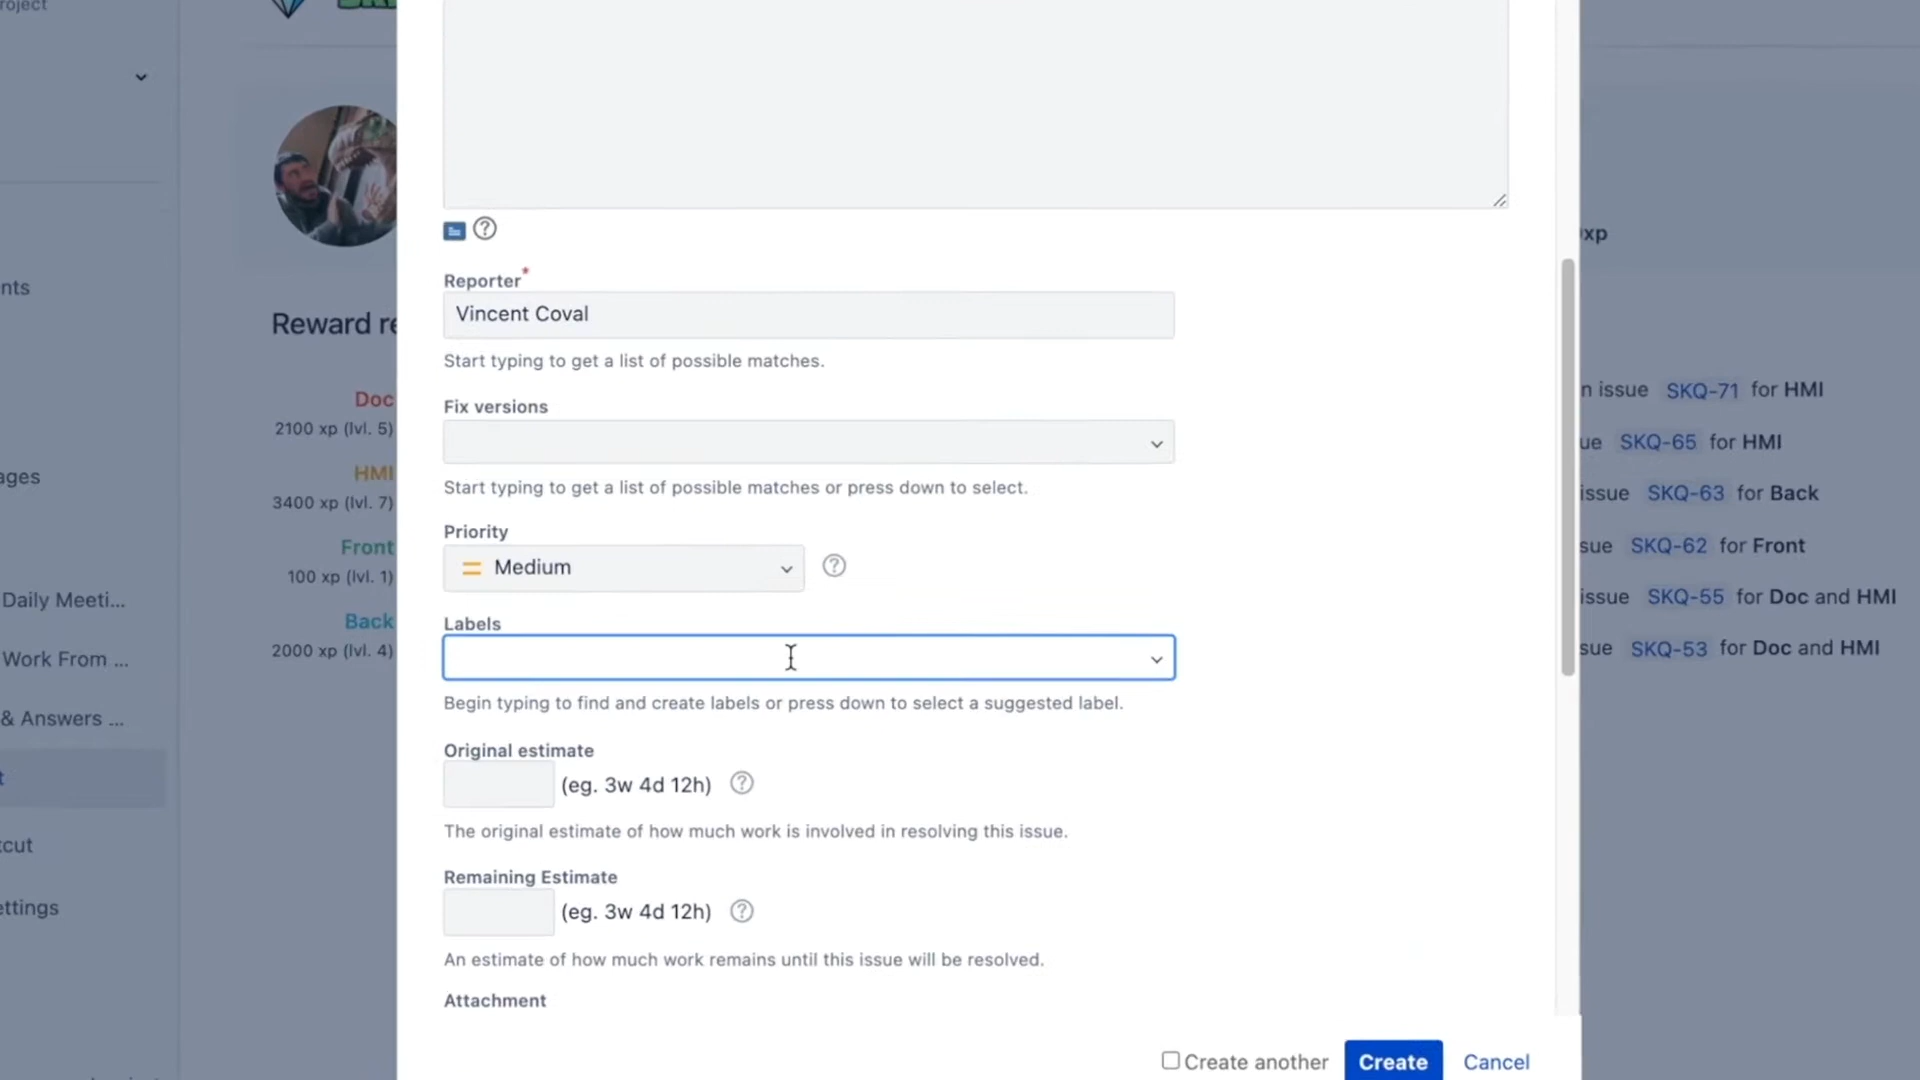 roject
nts
ages
Daily Meeti...
Work From ...
& Answers ...
t
cut
ettings
Reward re
Doc
2100 xp (lvl. 5)
HMI
3400 xp (lvl. 7)
Front
100 xp (lvl. 1)
Back
2000 xp (lvl. 4)
Reporter*
Vincent Coval
Start typing to get a list of possible matches.
Fix versions
Start typing to get a list of possible matches or press down to select.
Priority
Medium
Labels
Begin typing to find and create labels or press down to select a suggested label.
Original estimate
(eg. 3w 4d 12h)
The original estimate of how much work is involved in resolving this issue.
Remaining Estimate
(eg. 3w 4d 12h)
An estimate of how much work remains until this issue will be resolved.
Attachment
Create another
Create
Cancel
xp
n issue SKQ-71 for HMI
ue SKQ-65 for HMI
issue SKQ-63 for Back
sue SKQ-62 for Front
issue SKQ-55 for Doc and HMI
sue SKQ-53 for Doc and HMI